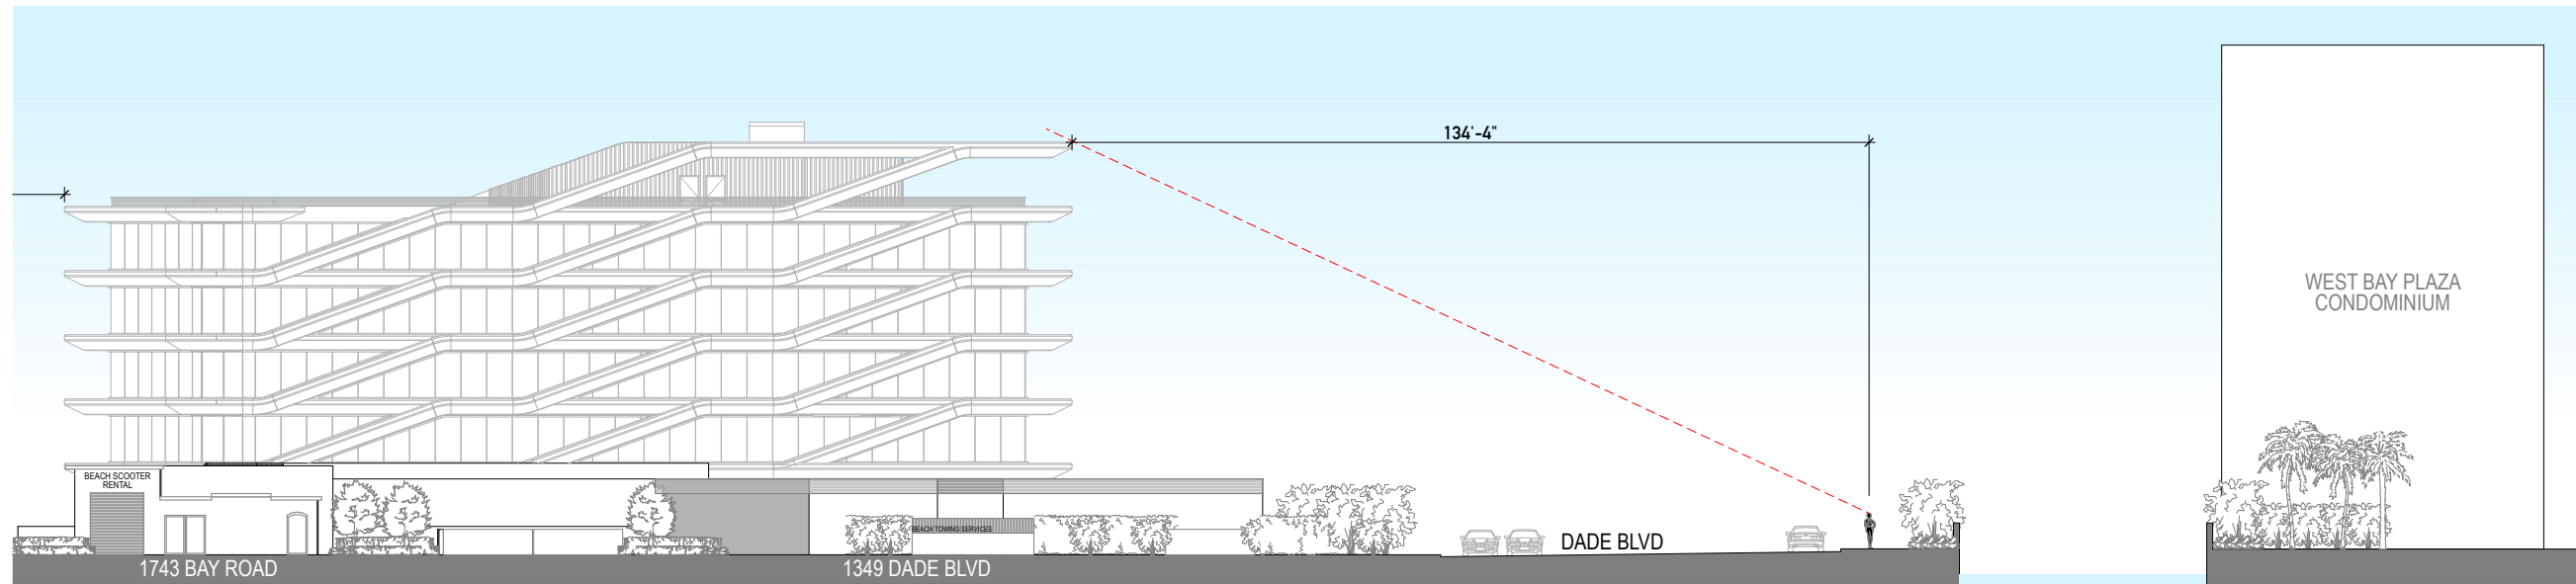 134'-4"
WEST BAY PLAZA
CONDOMINIUM
BEACH SCOOTER
RENTAL
BEACH TOWING SERVICES
DADE BLVD
1743 BAY ROAD
1349 DADE BLVD